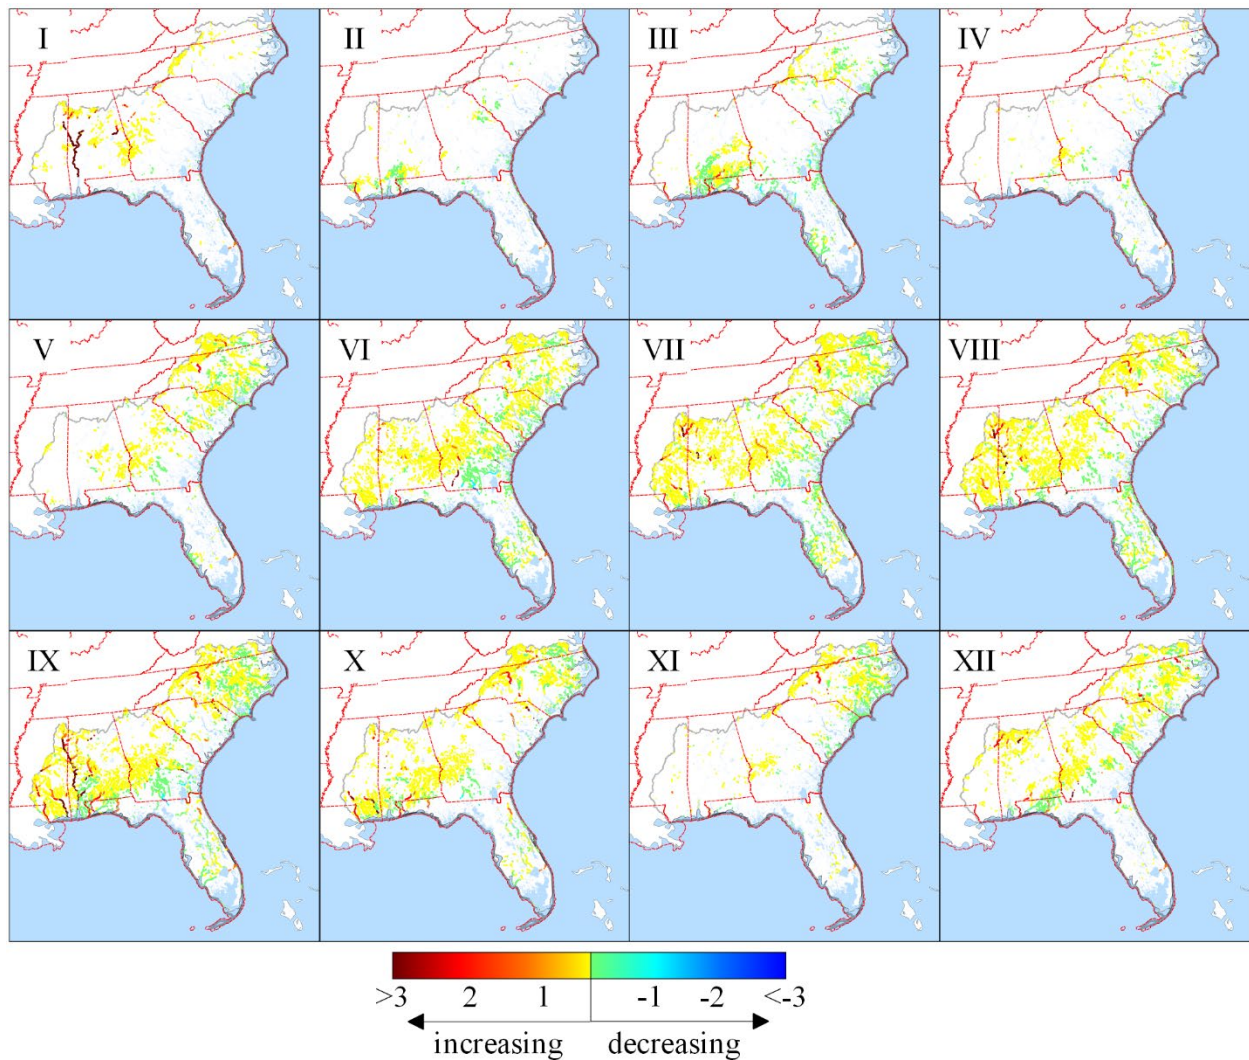 I II III IV
V VI VII VIII
IX X XI XII
>3 2 1 -1 -2 <-3
increasing decreasing